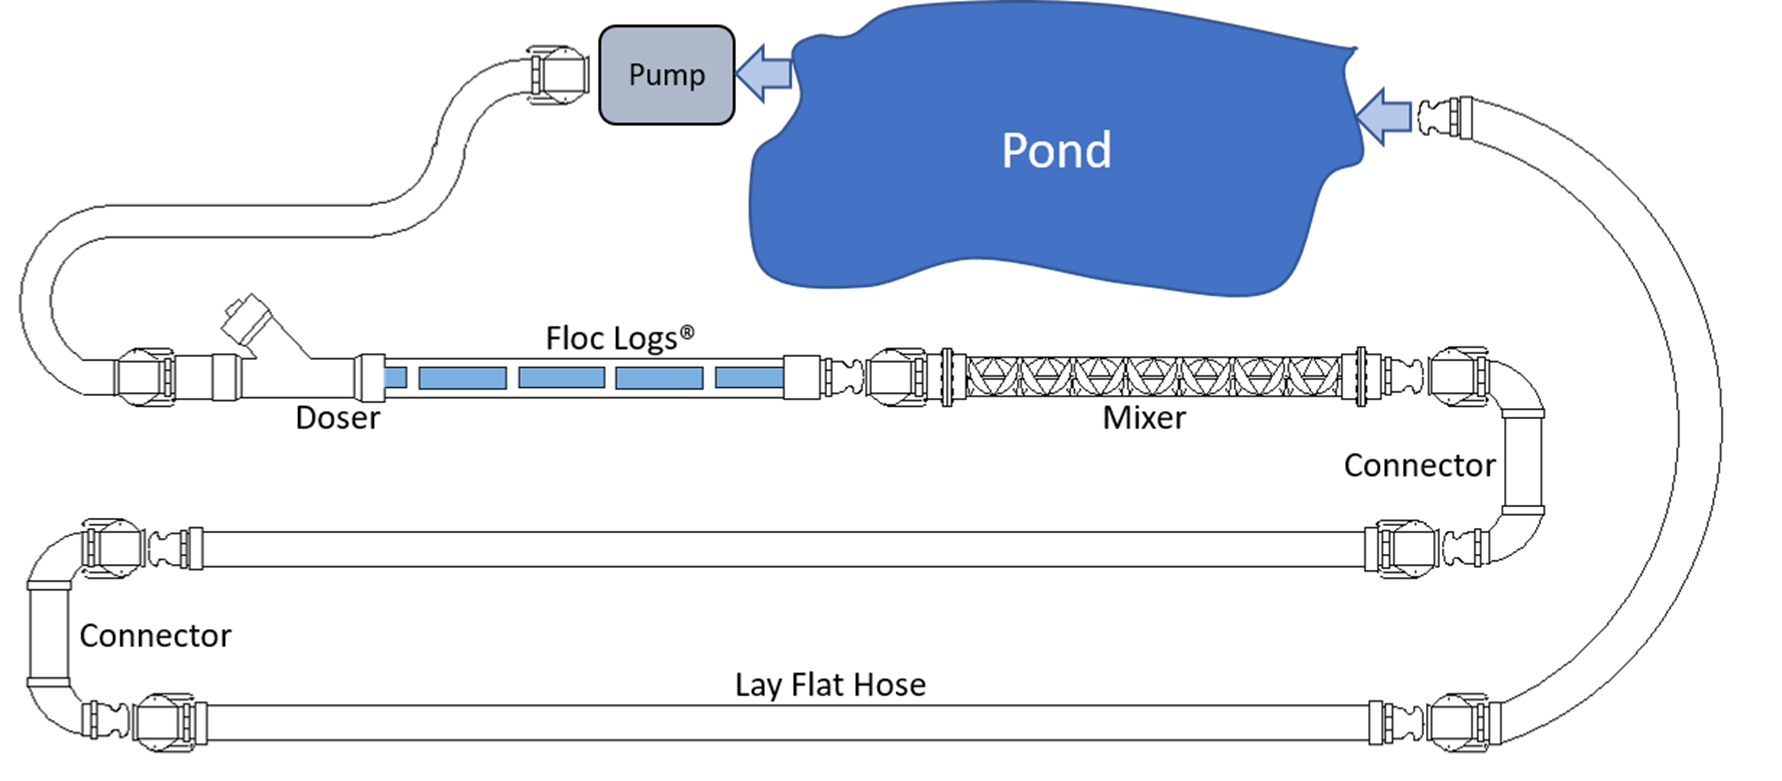 Pump
Pond
Floc Logs®
Doser
Mixer
Connector
Connector
Lay Flat Hose